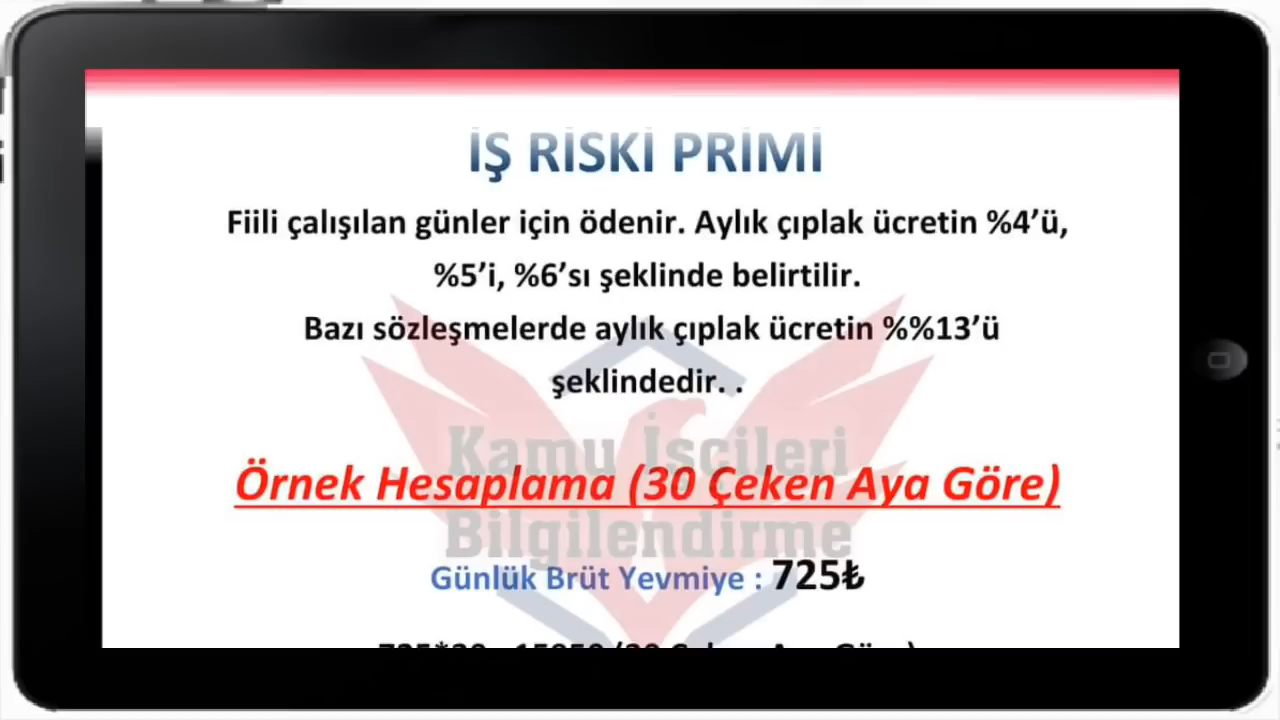 İŞ RİSKİ PRİMİ
Fiili çalışılan günler için ödenir. Aylık çıplak ücretin %4’ü,
%5’i, %6’sı şeklinde belirtilir.
Bazı sözleşmelerde aylık çıplak ücretin %%13’ü
şeklindedir. .
Kamu İşçileri
Örnek Hesaplama (30 Çeken Aya Göre)
Bilgilendirme
Günlük Brüt Yevmiye : 725₺